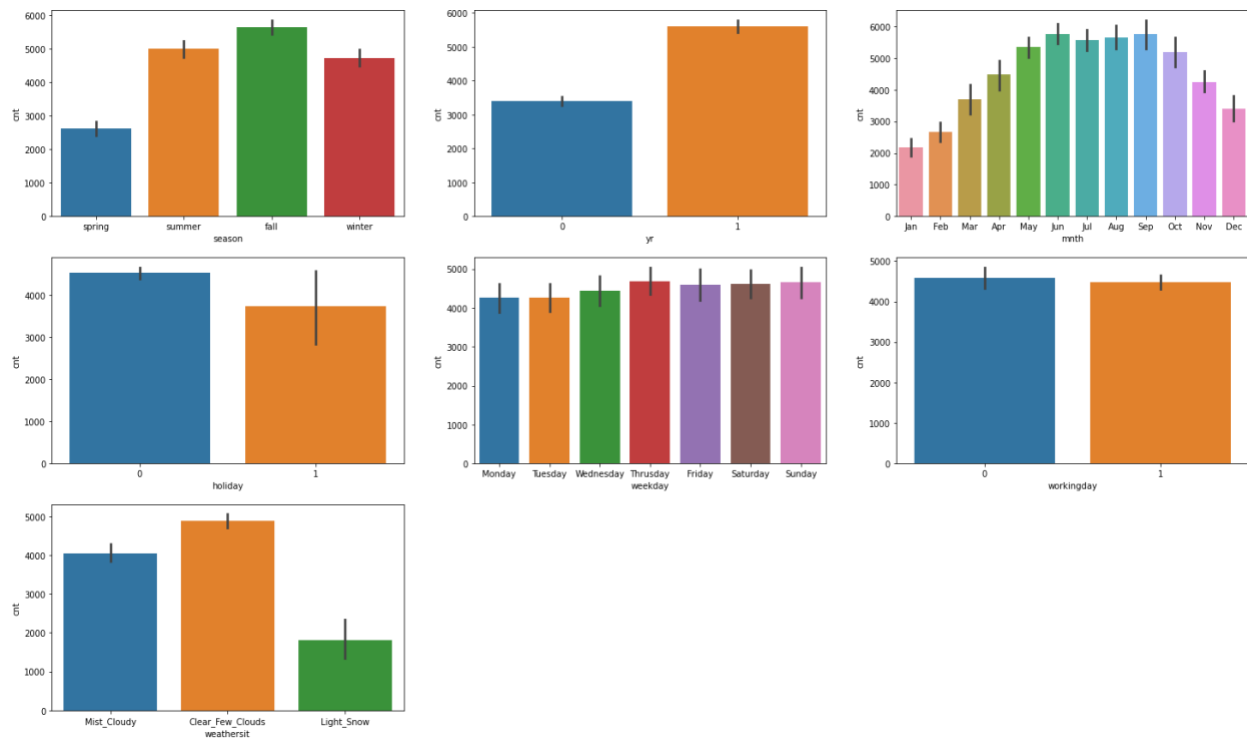 6000
5000
4000
3000
2000
1000
0
cnt
spring summer fall winter
season
6000
5000
4000
3000
2000
1000
0
cnt
0 1
yr
6000
5000
4000
3000
2000
1000
0
cnt
Jan Feb Mar Apr May Jun Jul Aug Sep Oct Nov Dec
mnth
4000
3000
2000
1000
0
cnt
0 1
holiday
5000
4000
3000
2000
1000
0
cnt
Monday Tuesday Wednesday Thrusday Friday Saturday Sunday
weekday
5000
4000
3000
2000
1000
0
cnt
0 1
workingday
5000
4000
3000
2000
1000
0
cnt
Mist_Cloudy Clear_Few_Clouds Light_Snow
weathersit